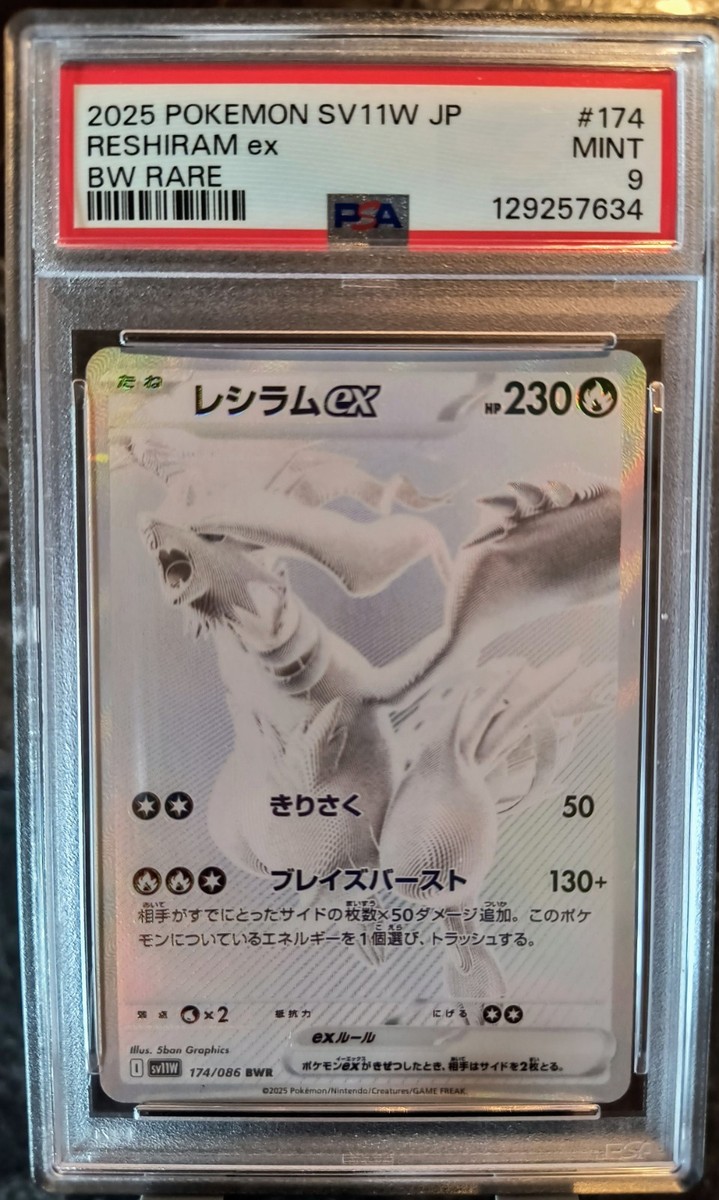 2025 POKEMON SV11W JP #174
RESHIRAM ex MINT
BW RARE 9
PSA 129257634
たね レシラムex HP230
きりさく 50
ブレイズバースト 130+
相手がすでにとったサイドの枚数×50ダメージ追加。このポケ
モンについているエネルギーを1個選び、トラッシュする。
弱点 ×2 抵抗力 にげる
exルール
Illus. 5ban Graphics
ポケモンexがきぜつしたとき、相手はサイドを2枚とる。
I sv11W 174/086 BWR
©2025 Pokémon/Nintendo/Creatures/GAME FREAK.
PSA